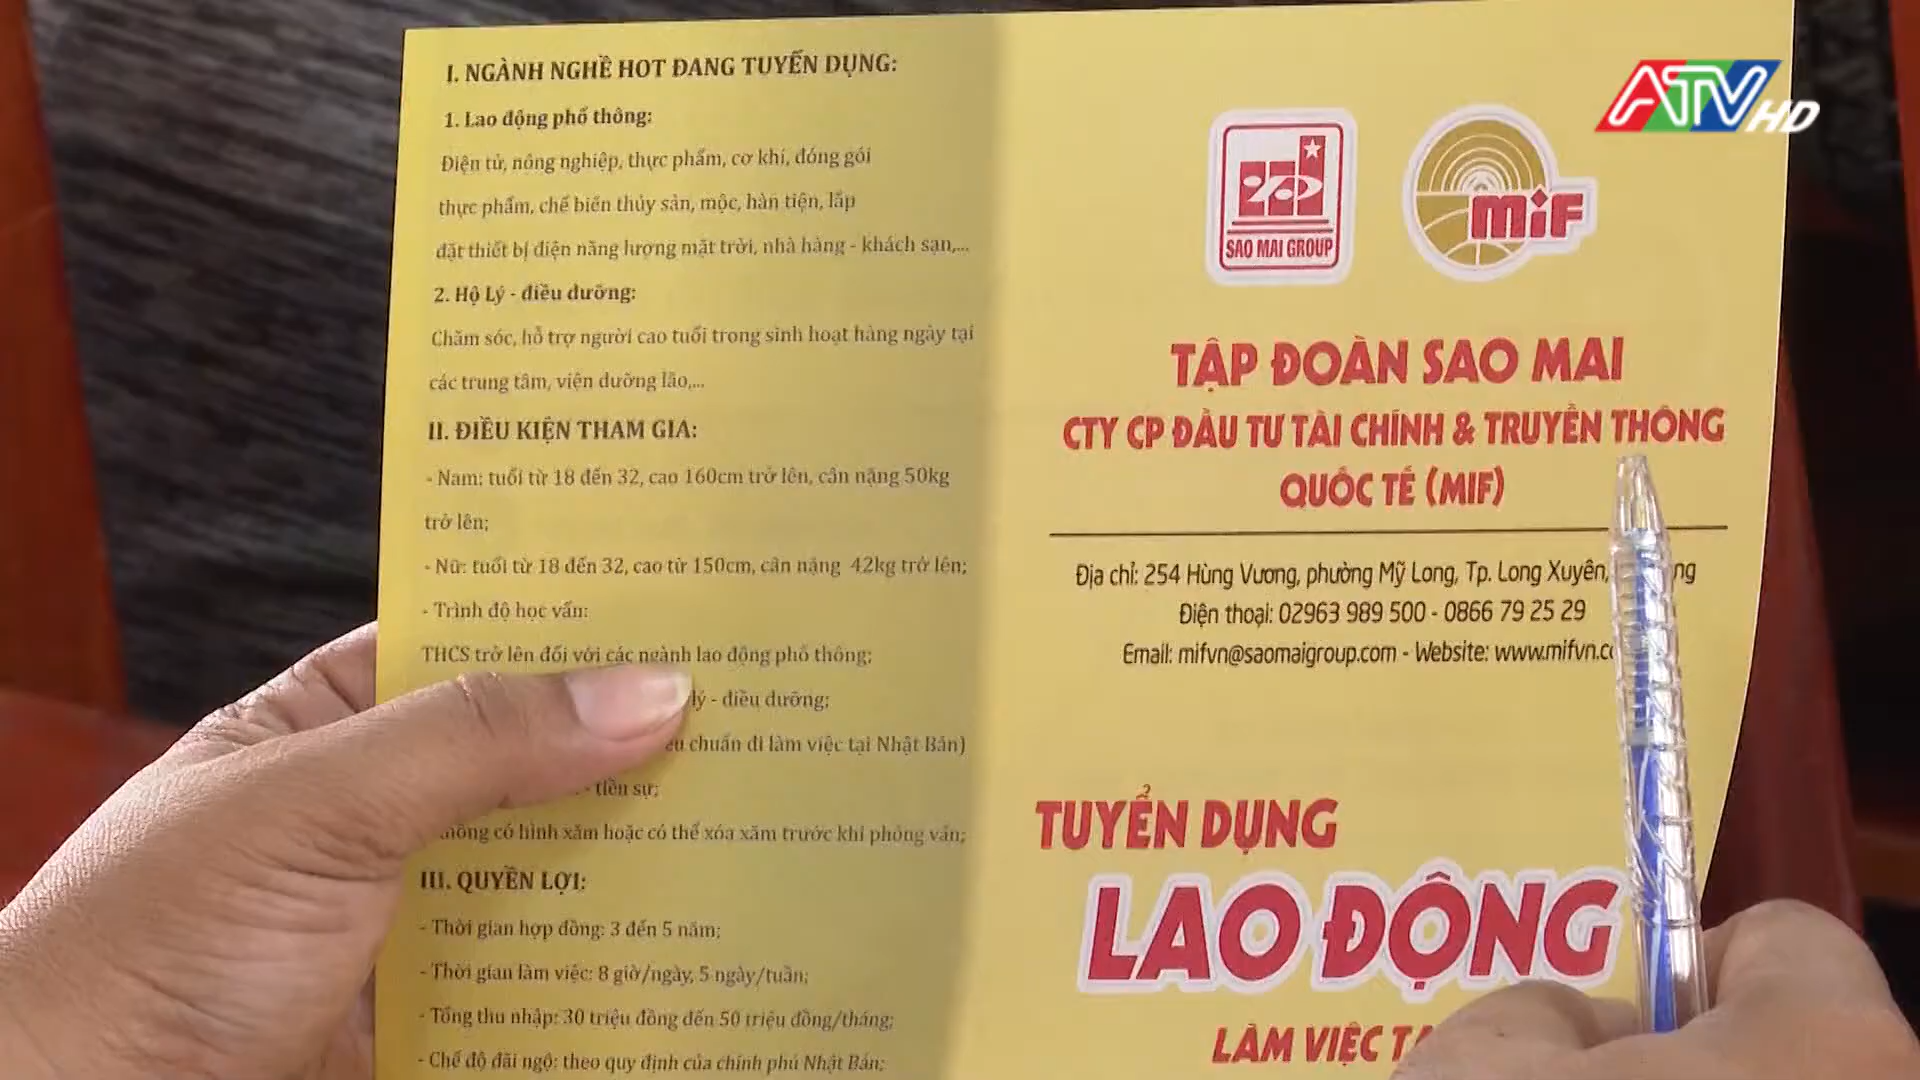 I. NGÀNH NGHỀ HOT ĐANG TUYỂN DỤNG:
1. Lao động phổ thông:
Điện tử, nông nghiệp, thực phẩm, cơ khí, đóng gói
thực phẩm, chế biến thủy sản, mộc, hàn tiện, lắp
đặt thiết bị điện năng lượng mặt trời, nhà hàng - khách sạn,...
2. Hộ Lý - điều dưỡng:
Chăm sóc, hỗ trợ người cao tuổi trong sinh hoạt hàng ngày tại
các trung tâm, viện dưỡng lão,...
II. ĐIỀU KIỆN THAM GIA:
- Nam: tuổi từ 18 đến 32, cao 160cm trở lên, cân nặng 50kg
trở lên;
- Nữ: tuổi từ 18 đến 32, cao từ 150cm, cân nặng 42kg trở lên;
- Trình độ học vấn:
THCS trở lên đối với các ngành lao động phổ thông;
lý - điều dưỡng;
chuẩn đi làm việc tại Nhật Bản)
- tiền sự;
có hình xăm hoặc có thể xóa xăm trước khi phỏng vấn;
III. QUYỀN LỢI:
- Thời gian hợp đồng: 3 đến 5 năm;
- Thời gian làm việc: 8 giờ/ngày, 5 ngày/tuần;
- Tổng thu nhập: 30 triệu đồng đến 50 triệu đồng/tháng;
- Chế độ đãi ngộ: theo quy định của chính phủ Nhật Bản;
ATV HD
SAO MAI GROUP
MiF
TẬP ĐOÀN SAO MAI
CTY CP ĐẦU TƯ TÀI CHÍNH & TRUYỀN THÔNG
QUỐC TẾ (MIF)
Địa chỉ: 254 Hùng Vương, phường Mỹ Long, Tp. Long Xuyên,
Điện thoại: 02963 989 500 - 0866 79 25 29
Email: mifvn@saomaigroup.com - Website: www.mifvn.c
TUYỂN DỤNG
LAO ĐỘNG
LÀM VIỆC